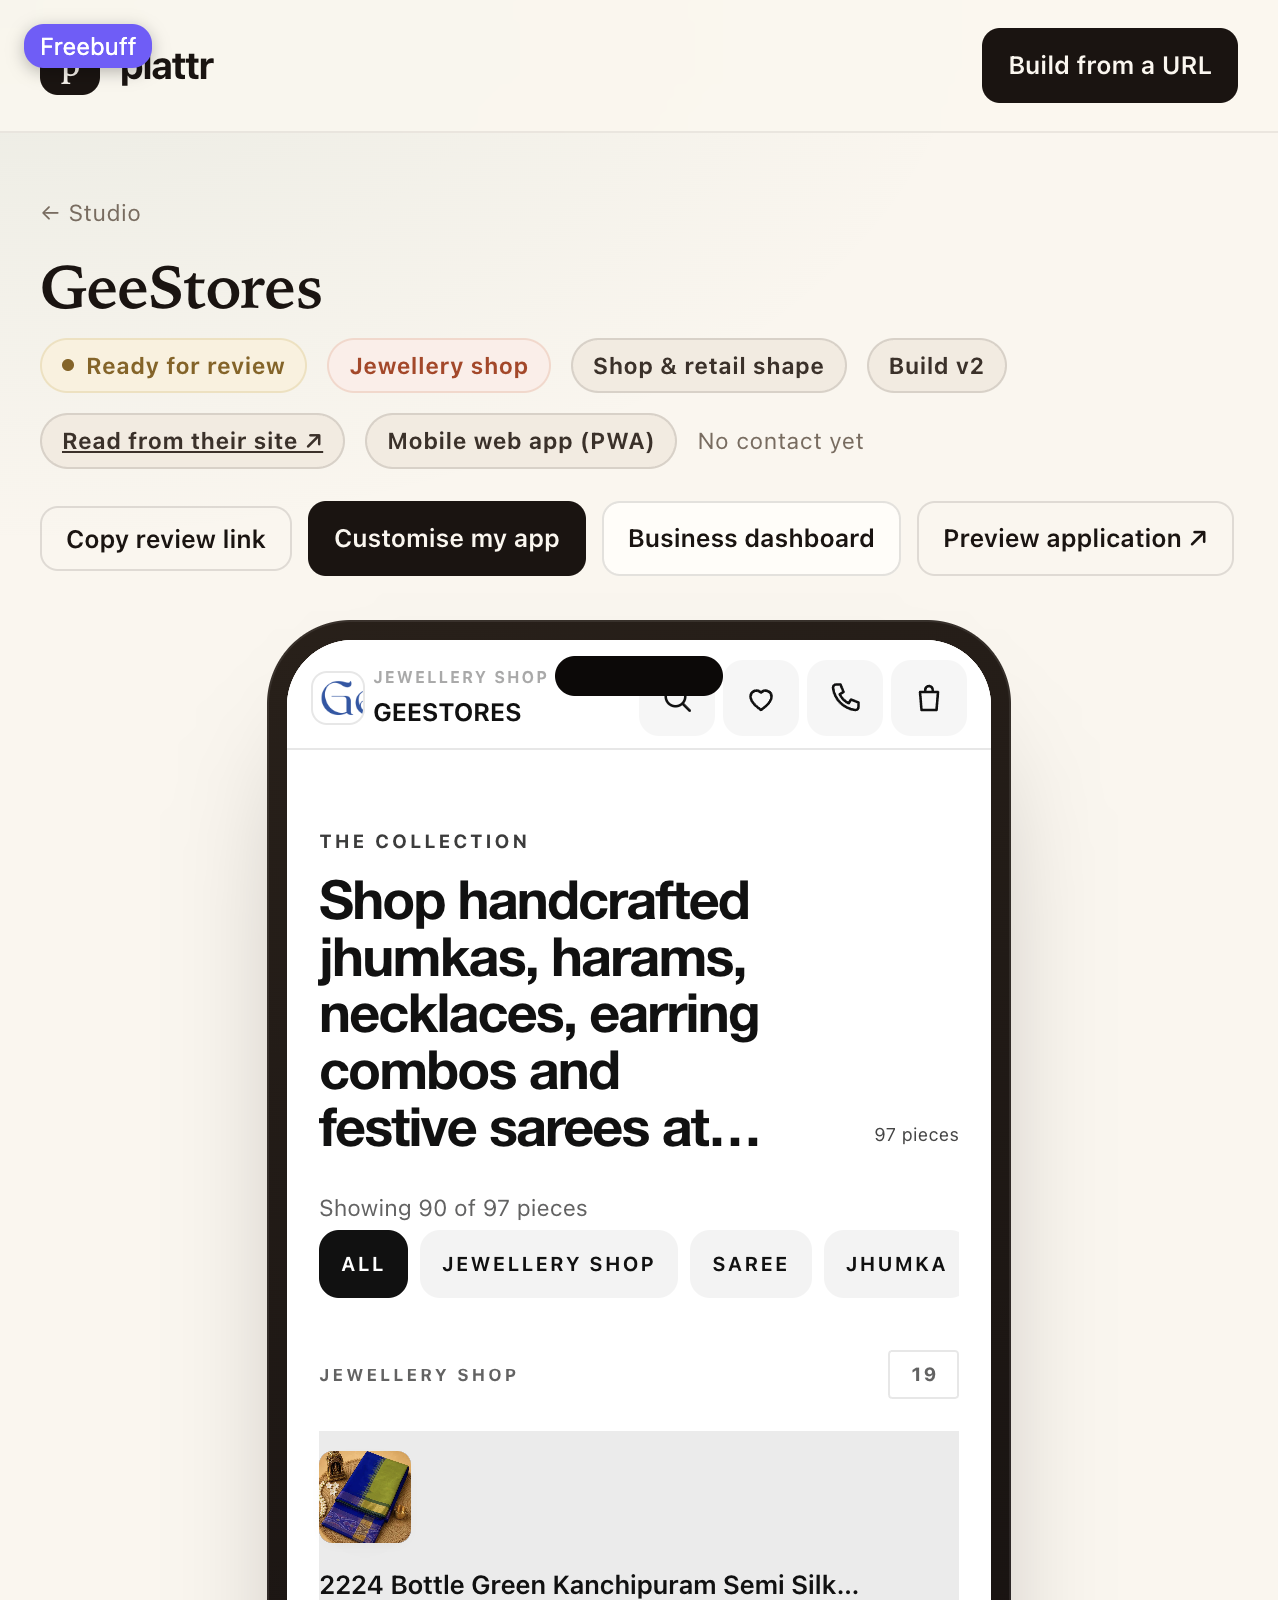 Freebuff
p plattr
Build from a URL
← Studio
GeeStores
Ready for review
Jewellery shop
Shop & retail shape
Build v2
Read from their site ↗
Mobile web app (PWA)
No contact yet
Copy review link
Customise my app
Business dashboard
Preview application ↗
Ge
JEWELLERY SHOP
GEESTORES
THE COLLECTION
Shop handcrafted
jhumkas, harams,
necklaces, earring
combos and
festive sarees at...
97 pieces
Showing 90 of 97 pieces
ALL
JEWELLERY SHOP
SAREE
JHUMKA
JEWELLERY SHOP
19
2224 Bottle Green Kanchipuram Semi Silk...